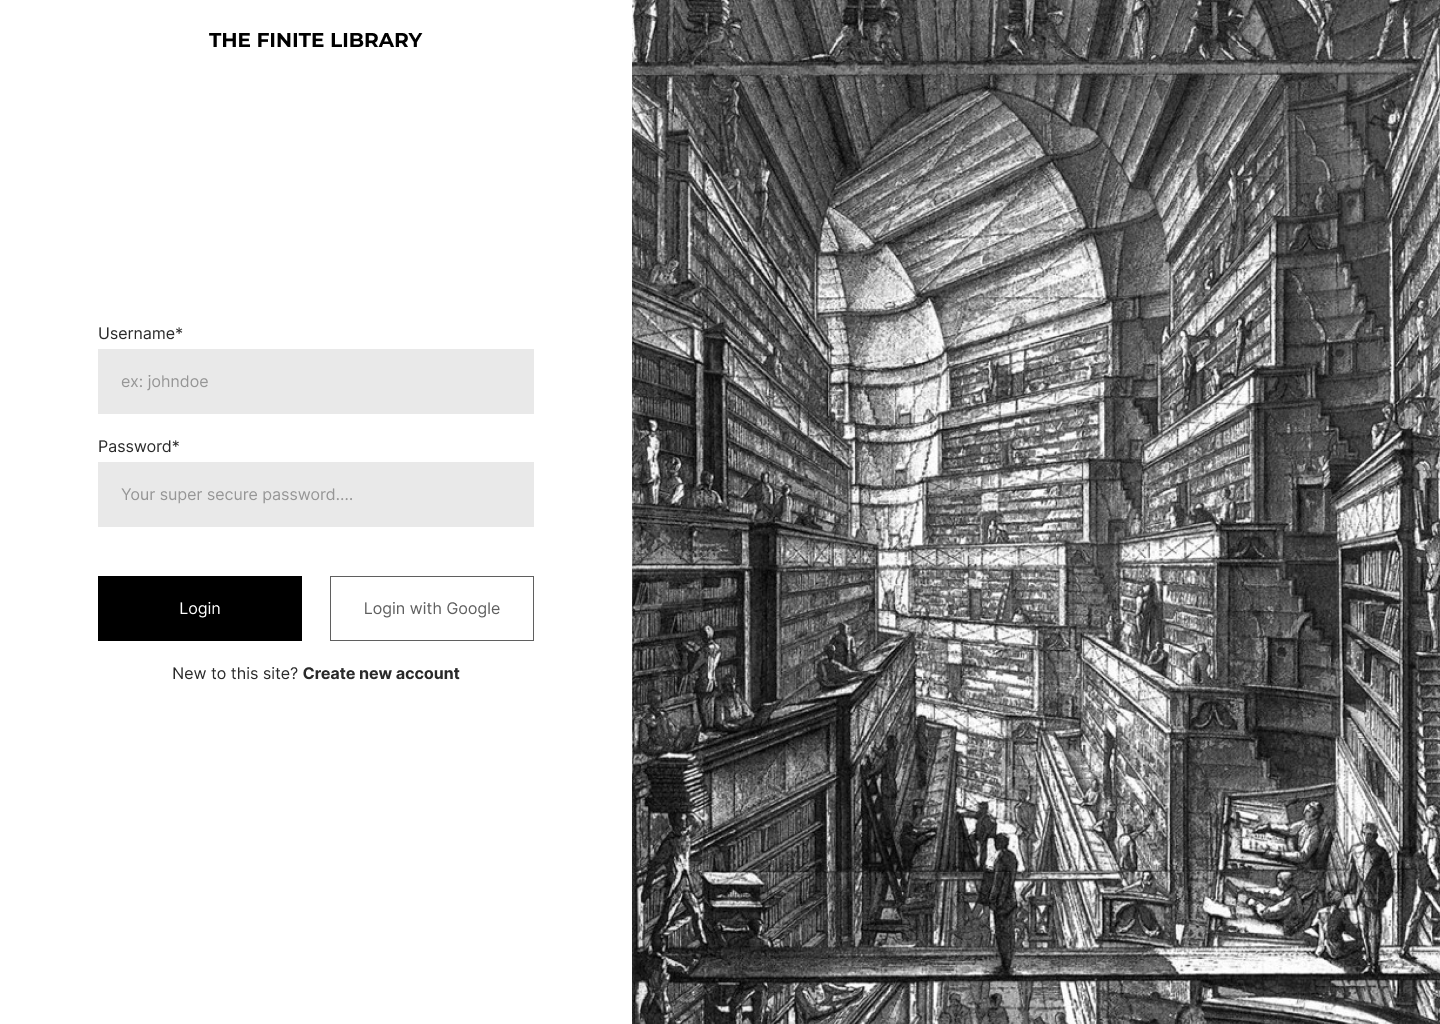 THE FINITE LIBRARY
Username*
ex: johndoe
Password*
Your super secure password....
Login
Login with Google
New to this site? Create new account